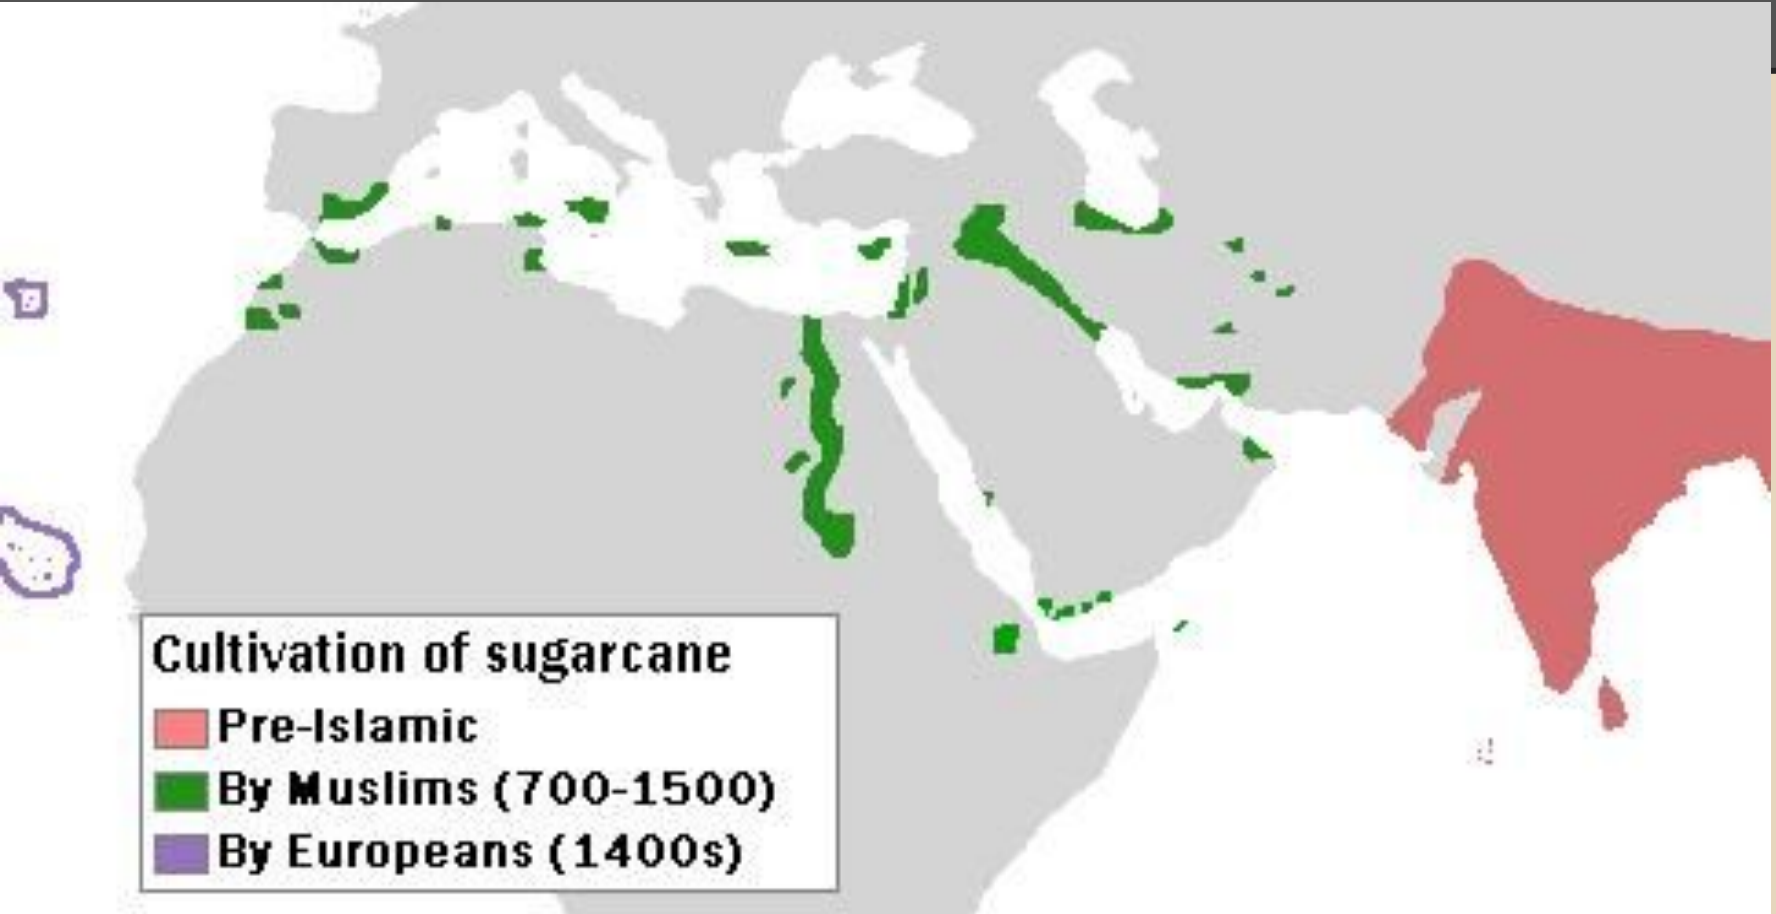 Cultivation of sugarcane
Pre-Islamic
By Muslims (700-1500)
By Europeans (1400s)